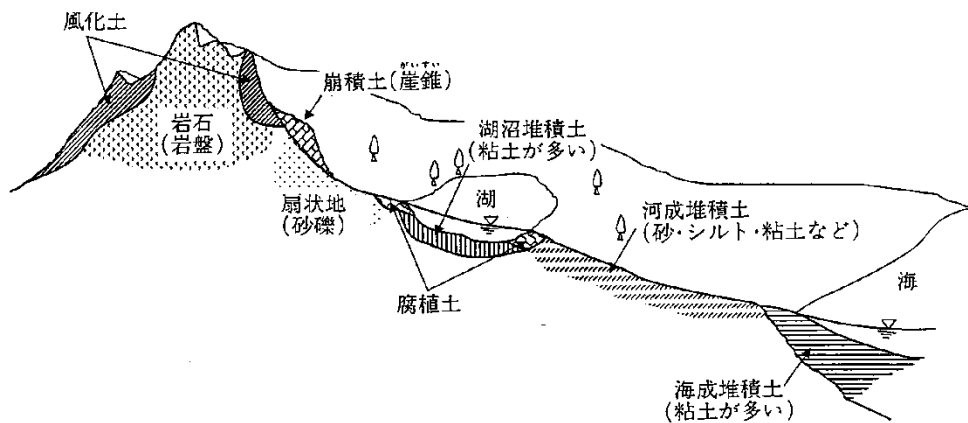 風化土
がいすい
崩積土(崖錐)
岩石
(岩盤)
湖沼堆積土
(粘土が多い)
扇状地
(砂礫)
湖
河成堆積土
(砂・シルト・粘土など)
海
腐植土
海成堆積土
(粘土が多い)